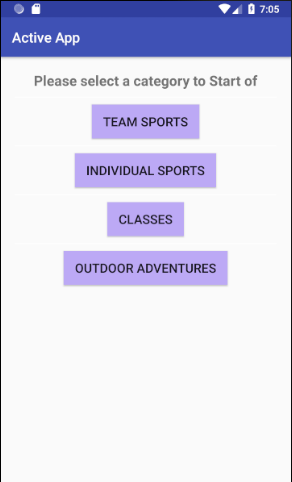 7:05
Active App
Please select a category to Start of
TEAM SPORTS
INDIVIDUAL SPORTS
CLASSES
OUTDOOR ADVENTURES